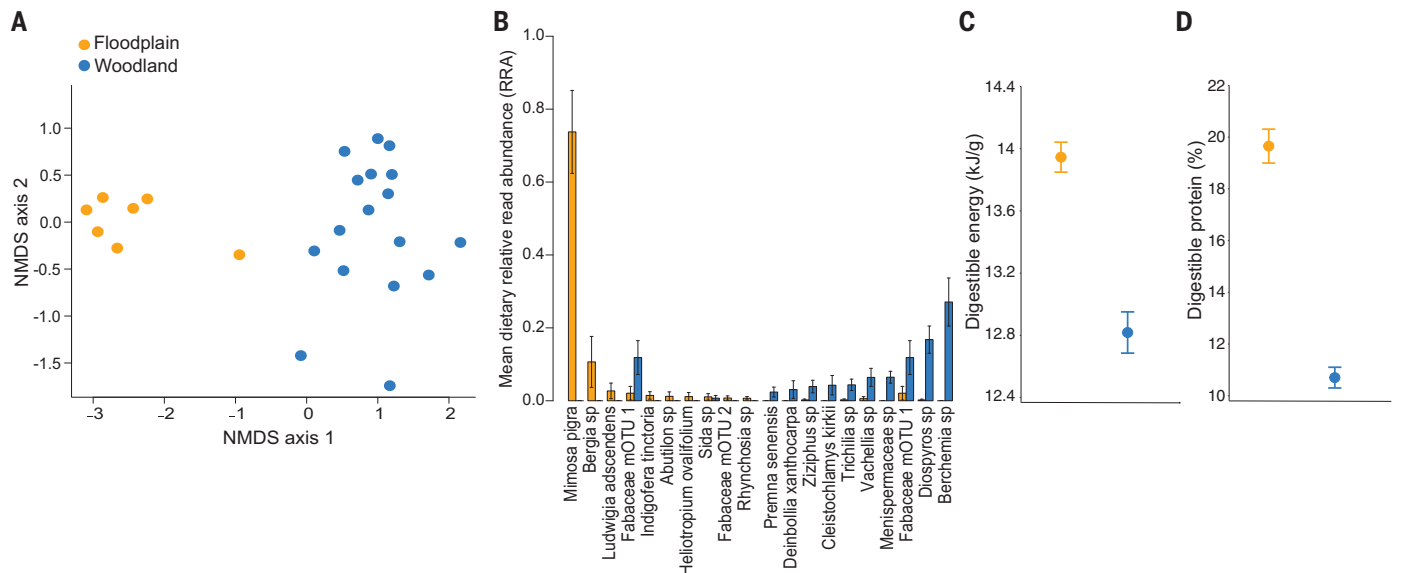 A
Floodplain
Woodland
NMDS axis 2
1.0
0.5
0.0
-0.5
-1.0
-1.5
-3
-2
-1
0
1
2
NMDS axis 1
B
Mean dietary relative read abundance (RRA)
1.0
0.8
0.6
0.4
0.2
0.0
Mimosa pigra
Bergia sp
Ludwigia adscendens
Fabaceae mOTU 1
Indigofera tinctoria
Abutilon sp
Heliotropium ovalifolium
Sida sp
Fabaceae mOTU 2
Rhynchosia sp
Premna senensis
Deinbollia xanthocarpa
Ziziphus sp
Cleistochlamys kirkii
Trichilia sp
Vachellia sp
Menispermaceae sp
Fabaceae mOTU 1
Diospyros sp
Berchemia sp
C
Digestible energy (kJ/g)
14.4
14
13.6
13.2
12.8
12.4
D
Digestible protein (%)
22
20
18
16
14
12
10